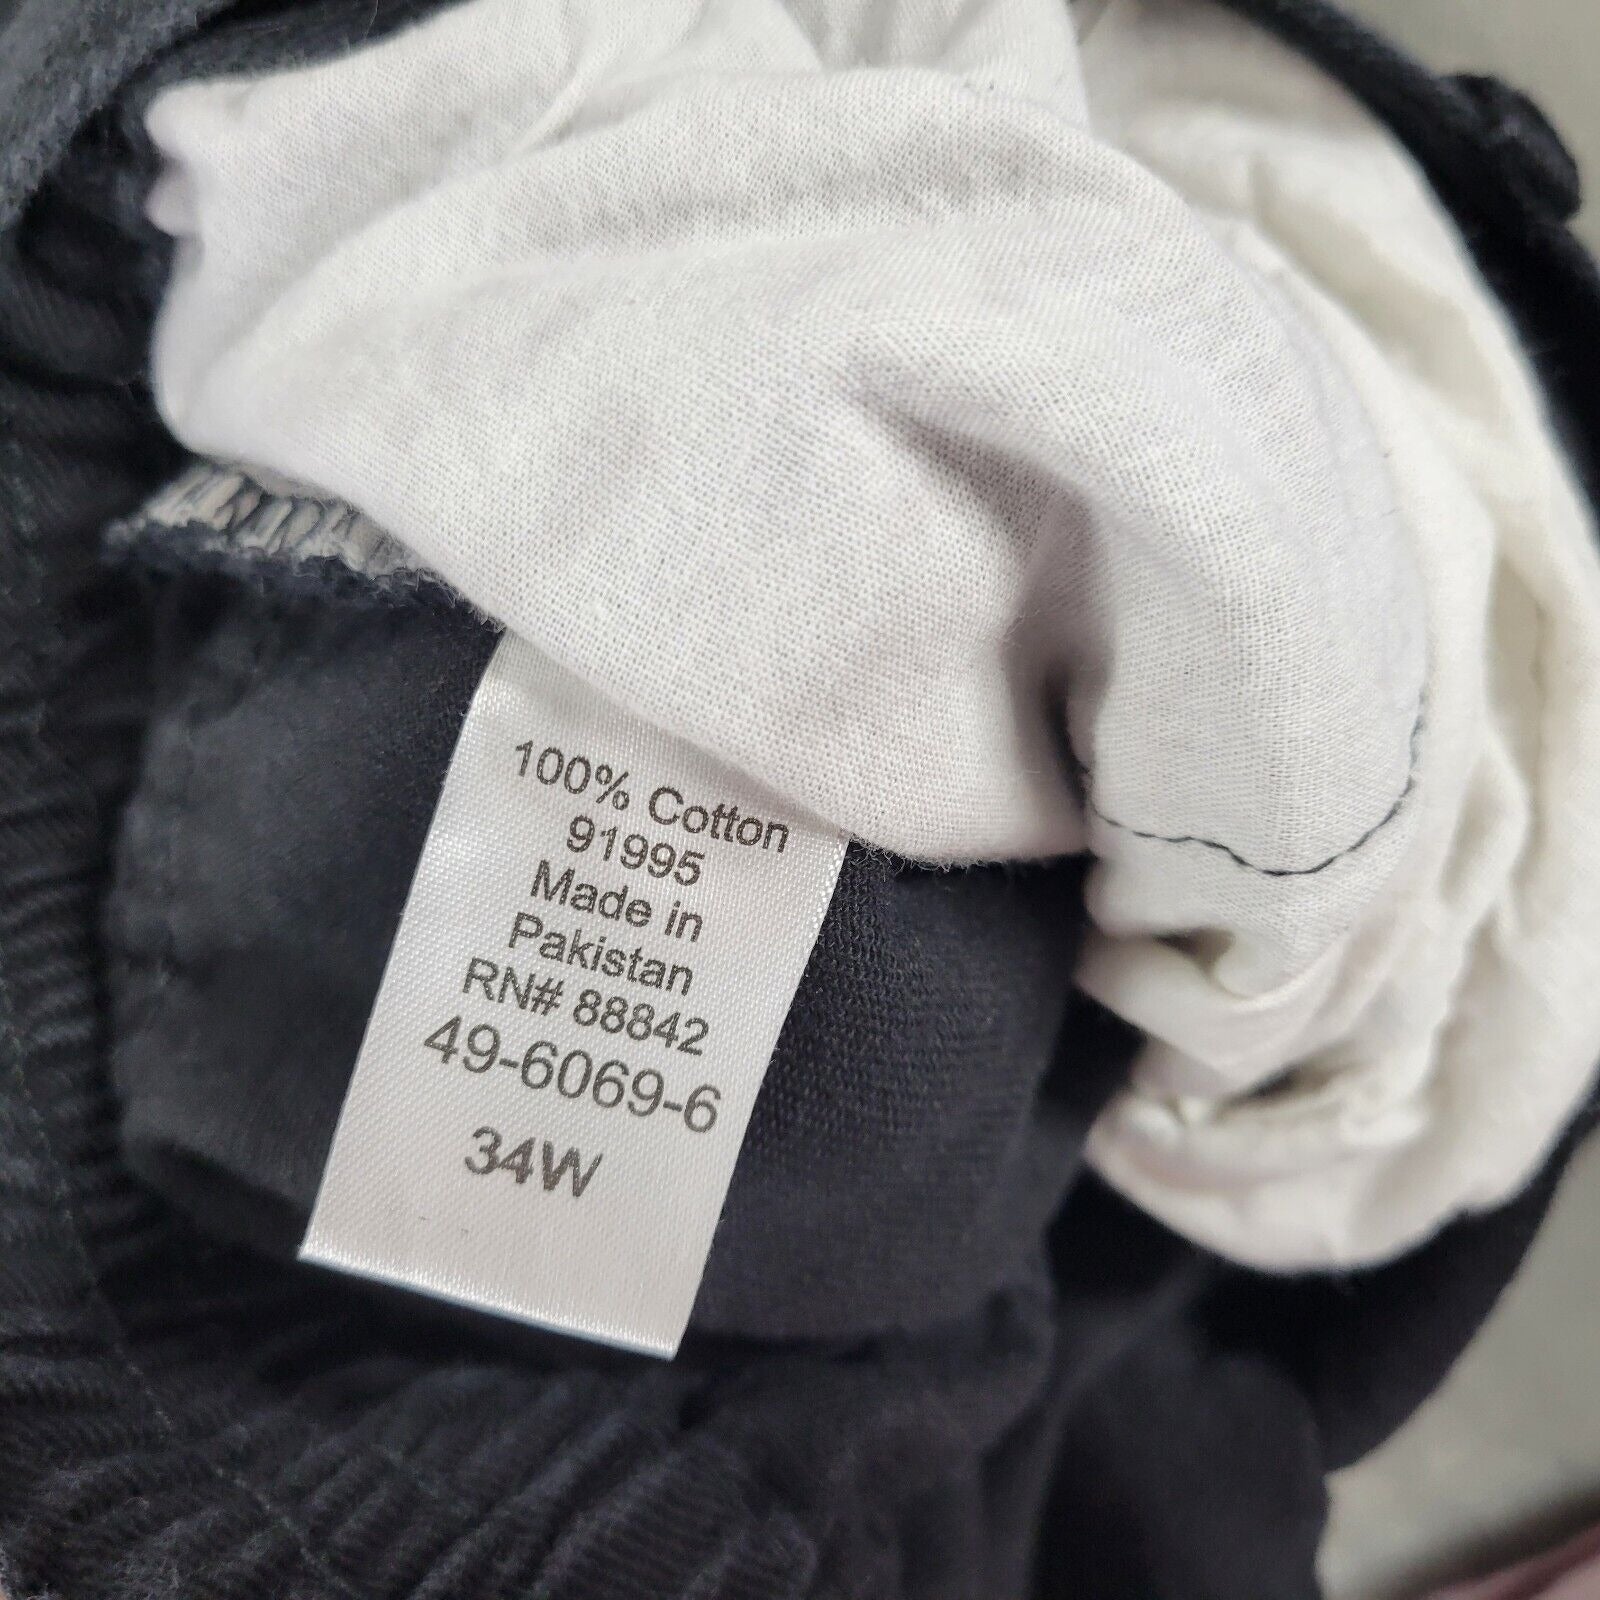 100% Cotton
91995
Made in
Pakistan
RN# 88842
49-6069-6
34W